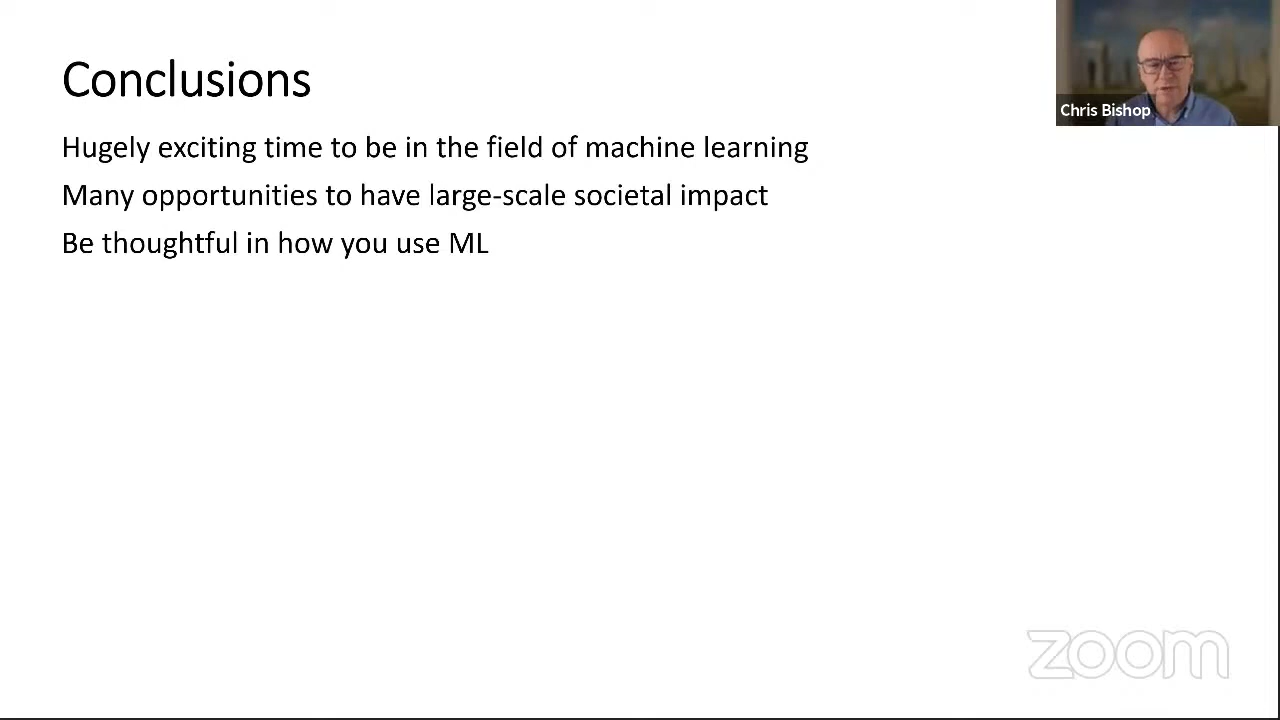 Conclusions
Hugely exciting time to be in the field of machine learning
Many opportunities to have large-scale societal impact
Be thoughtful in how you use ML
Chris Bishop
zoom